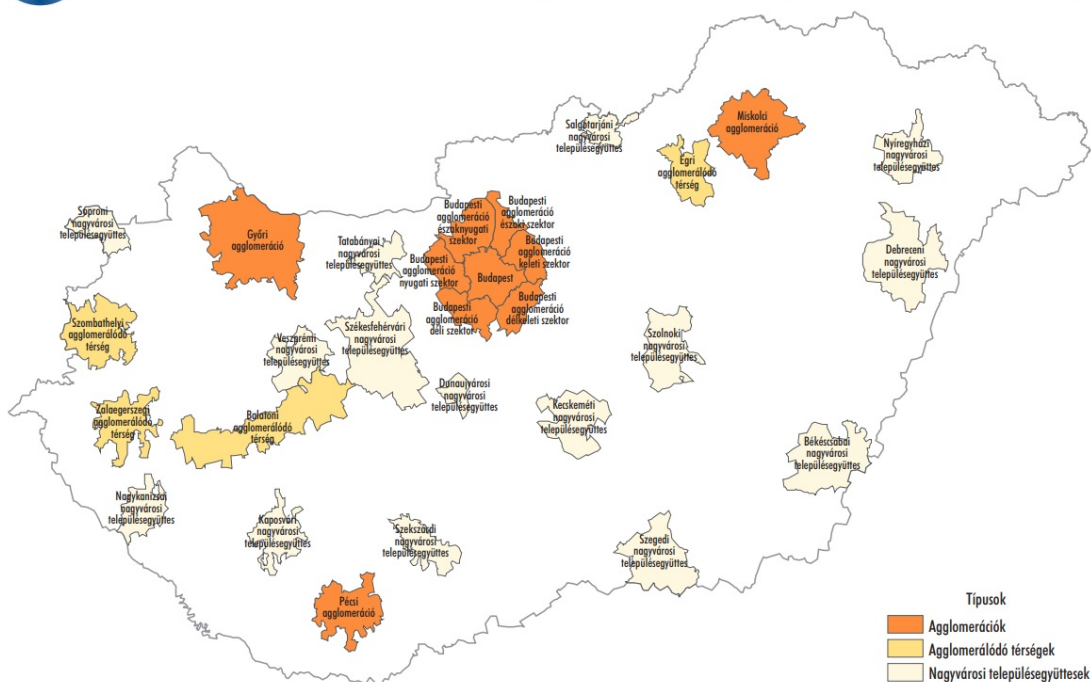 Salgótarjáni
nagyvárosi
településegyüttes
Miskolci
agglomeráció
Egri
agglomerálódó
térség
Nyíregyházi
nagyvárosi
településegyüttes
Soproni
nagyvárosi
településegyüttes
Győri
agglomeráció
Tatabányai
nagyvárosi
településegyüttes
Budapesti
agglomeráció
északnyugati
szektor
Budapesti
agglomeráció
északi szektor
Budapesti
agglomeráció
nyugati szektor
Budapest
Budapesti
agglomeráció
keleti szektor
Budapesti
agglomeráció
déli szektor
Budapesti
agglomeráció
délkeleti szektor
Debreceni
nagyvárosi
településegyüttes
Szombathelyi
agglomerálódó
térség
Veszprémi
nagyvárosi
településegyüttes
Székesfehérvári
nagyvárosi
településegyüttes
Szolnoki
nagyvárosi
településegyüttes
Zalaegerszegi
agglomerálódó
térség
Balatoni
agglomerálódó
térség
Dunaujvárosi
nagyvárosi
településegyüttes
Kecskeméti
nagyvárosi
településegyüttes
Békéscsabai
nagyvárosi
településegyüttes
Nagykanizsai
nagyvárosi
településegyüttes
Kaposvári
nagyvárosi
településegyüttes
Szekszárdi
nagyvárosi
településegyüttes
Szegedi
nagyvárosi
településegyüttes
Pécsi
agglomeráció
Típusok
Agglomerációk
Agglomerálódó térségek
Nagyvárosi településegyüttesek